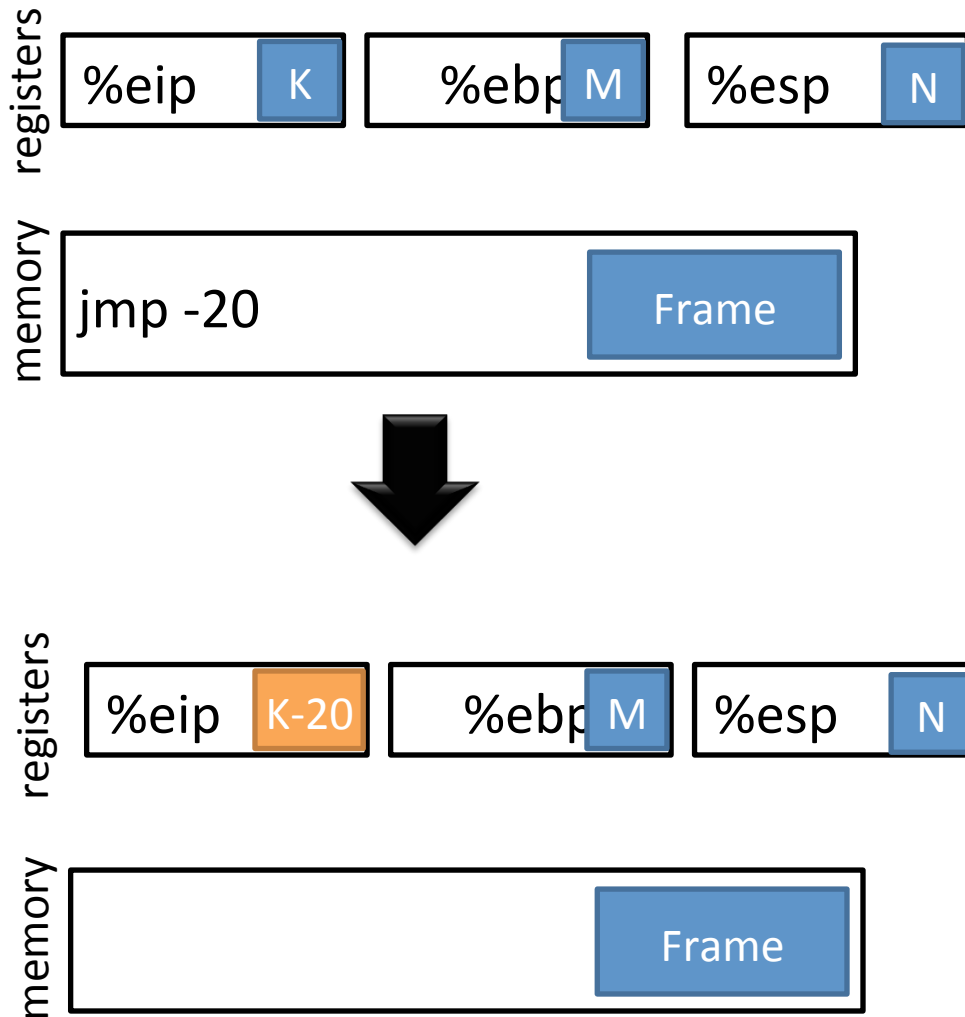 registers
%eip K %ebp M %esp N
memory
jmp -20 Frame
registers
%eip K-20 %ebp M %esp N
memory
Frame